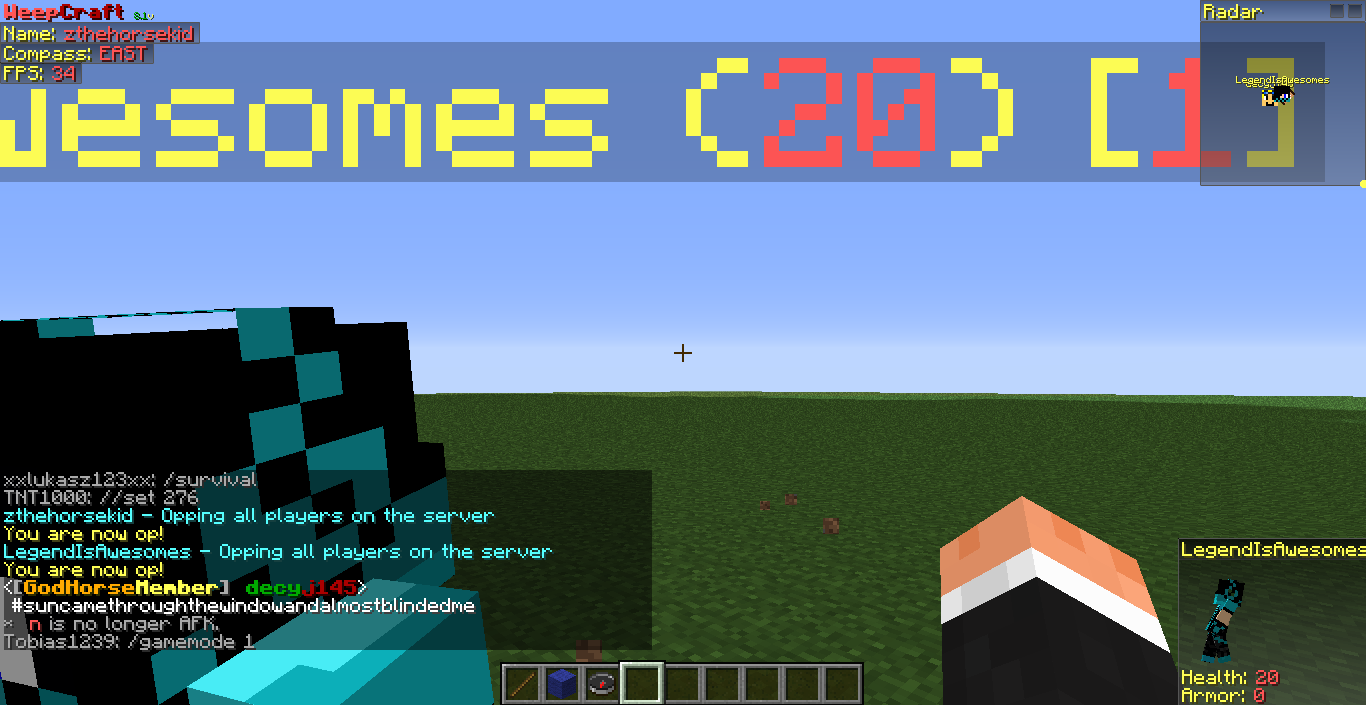 WeepCraft 8.1v
Name: zthehorsekid
Compass: EAST
FPS: 34
wesomes (20) [1]
Radar
LegendIsAwesomes
xxlukasz123xx: /survival
TNT1000: //set 276
zthehorsekid - Opping all players on the server
You are now op!
LegendIsAwesomes - Opping all players on the server
You are now op!
<[GodHorseMember] decyj145>
#suncamethroughthewindowandalmostblindedme
* n is no longer AFK.
Tobias1239: /gamemode 1
LegendIsAwesomes
Health: 20
Armor: 0